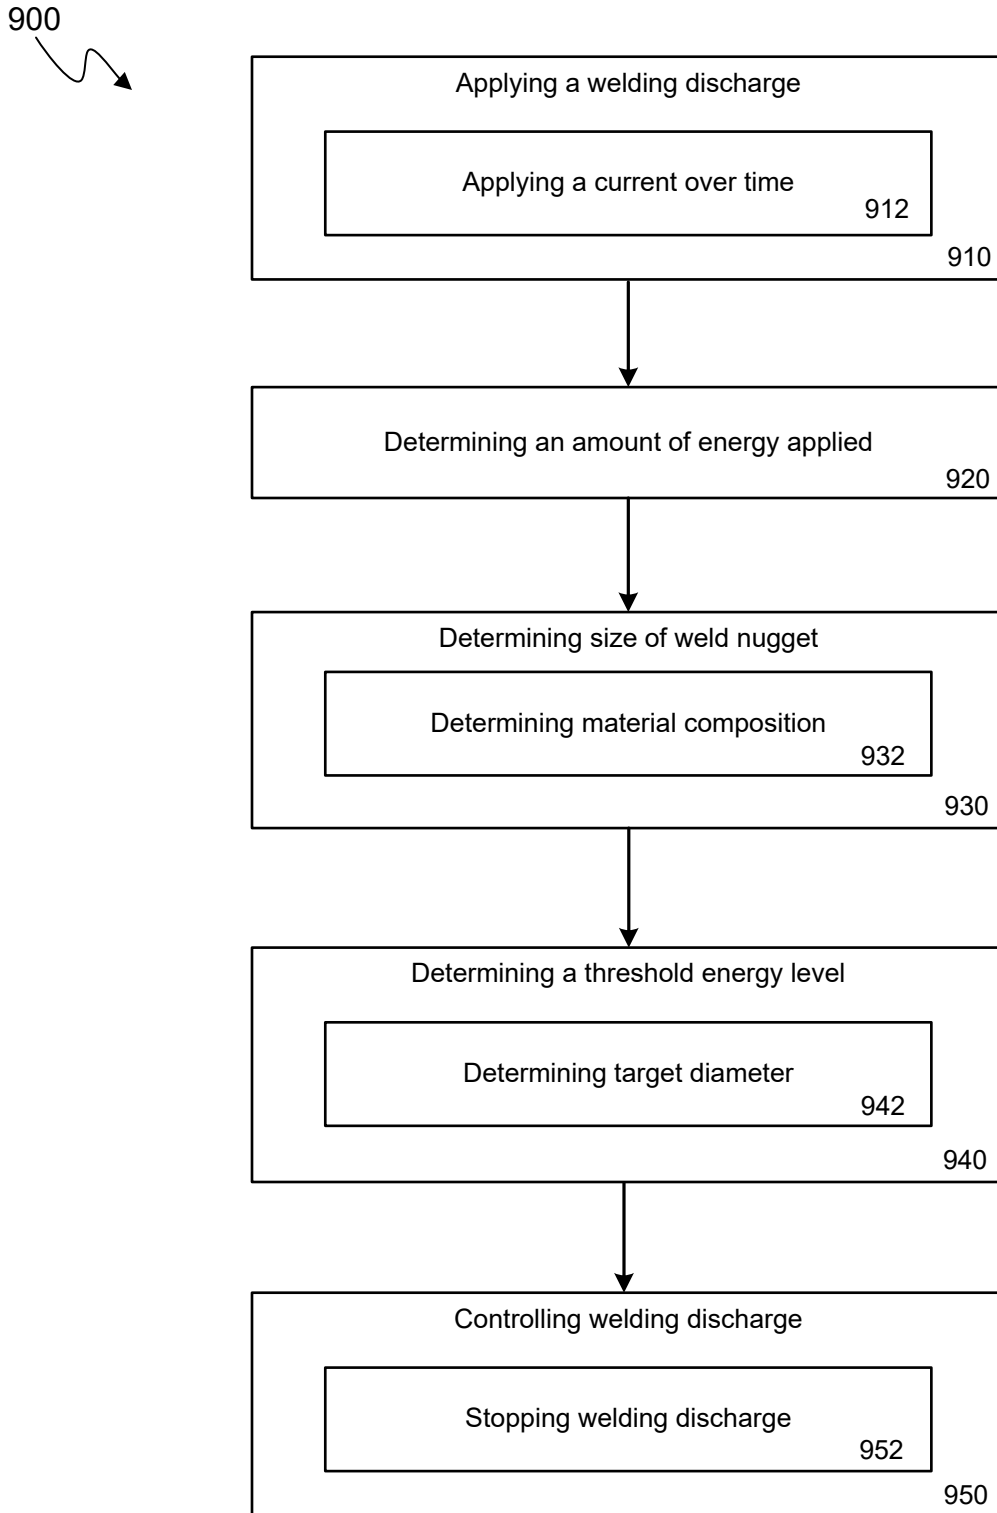 900
Applying a welding discharge
Applying a current over time
912
910
Determining an amount of energy applied
920
Determining size of weld nugget
Determining material composition
932
930
Determining a threshold energy level
Determining target diameter
942
940
Controlling welding discharge
Stopping welding discharge
952
950